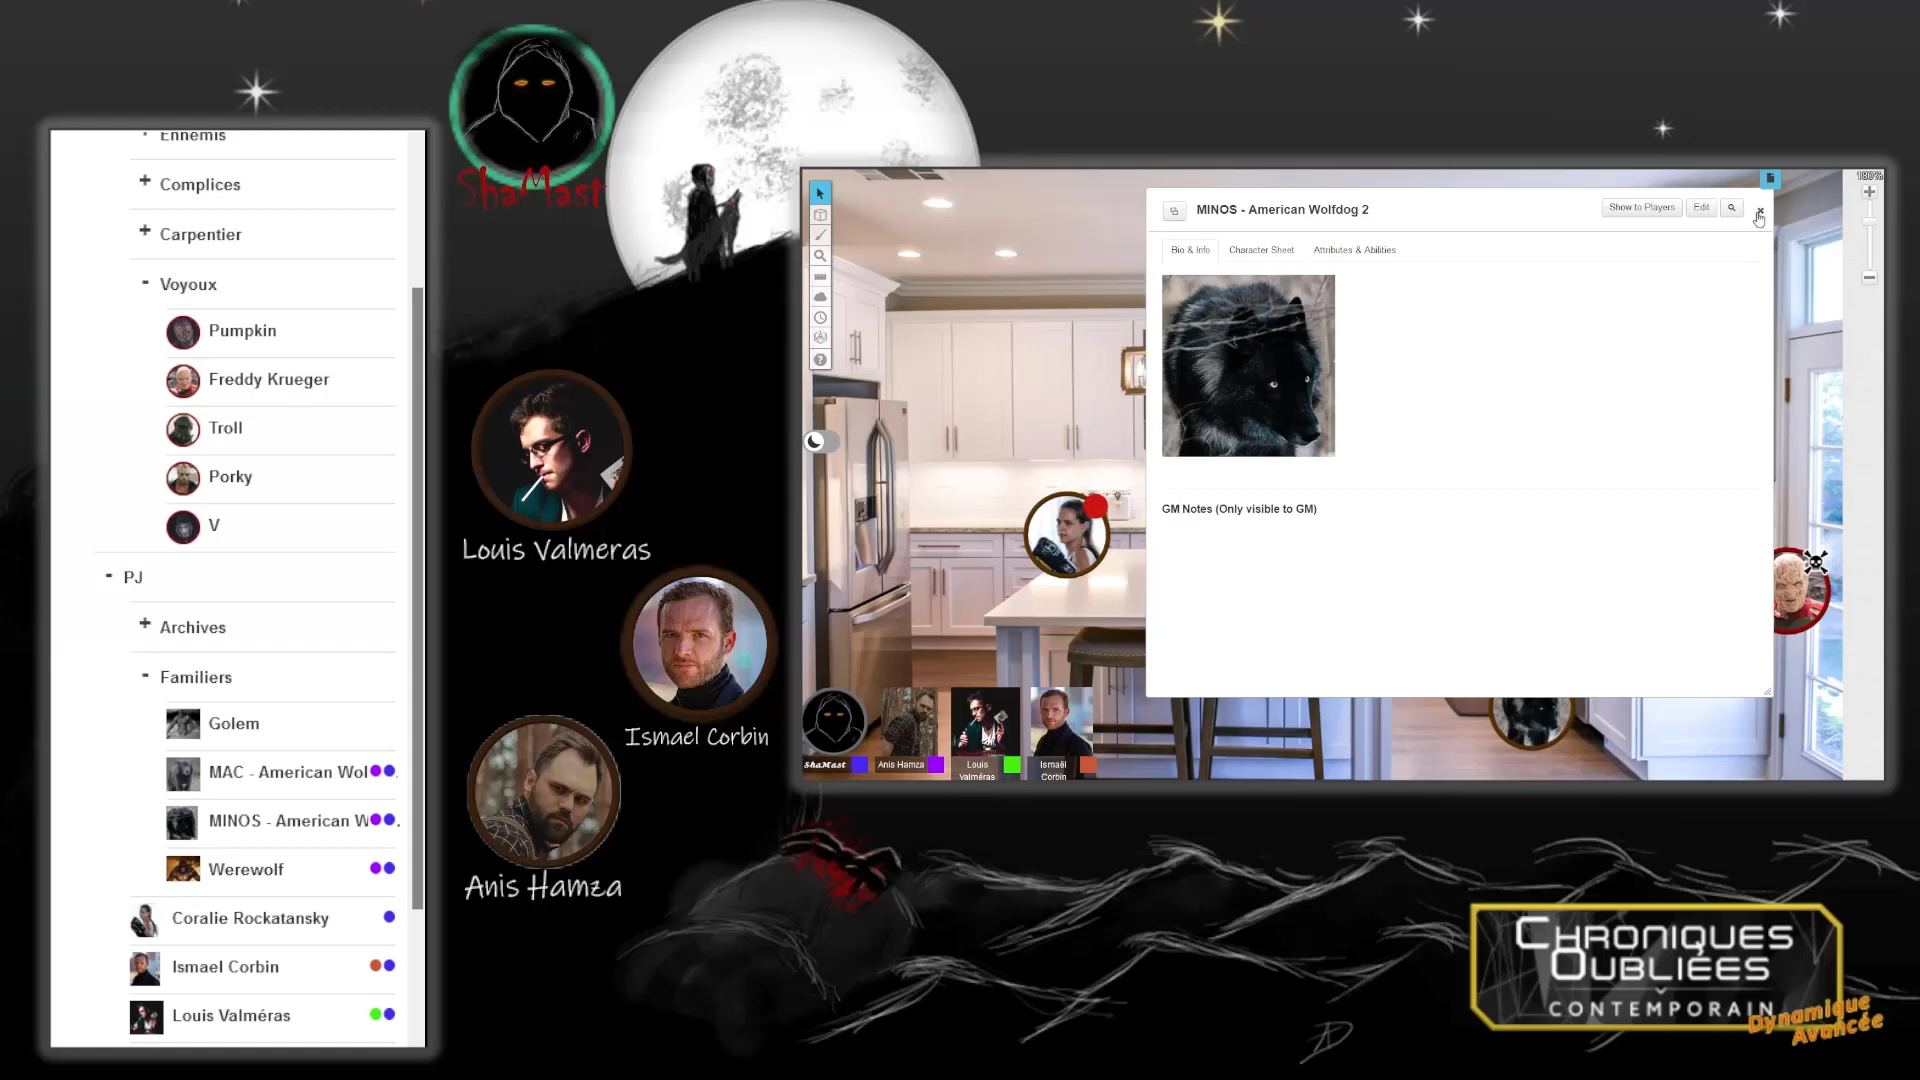 Ennemis
+ Complices
+ Carpentier
- Voyoux
Pumpkin
Freddy Krueger
Troll
Porky
V
- PJ
+ Archives
- Familiers
Golem
MAC - American Wol
MINOS - American W
Werewolf
Coralie Rockatansky
Ismael Corbin
Louis Valméras
ShaMast
Louis Valmeras
Ismael Corbin
Anis Hamza
MINOS - American Wolfdog 2
Show to Players
Edit
180%
Bio & Info
Character Sheet
Attributes & Abilities
GM Notes (Only visible to GM)
ShaMast
Anis Hamza
Louis
Valméras
Ismaël
Corbin
CHRONIQUES
OUBLIÉES
CONTEMPORAIN
Dynamique
Avancée